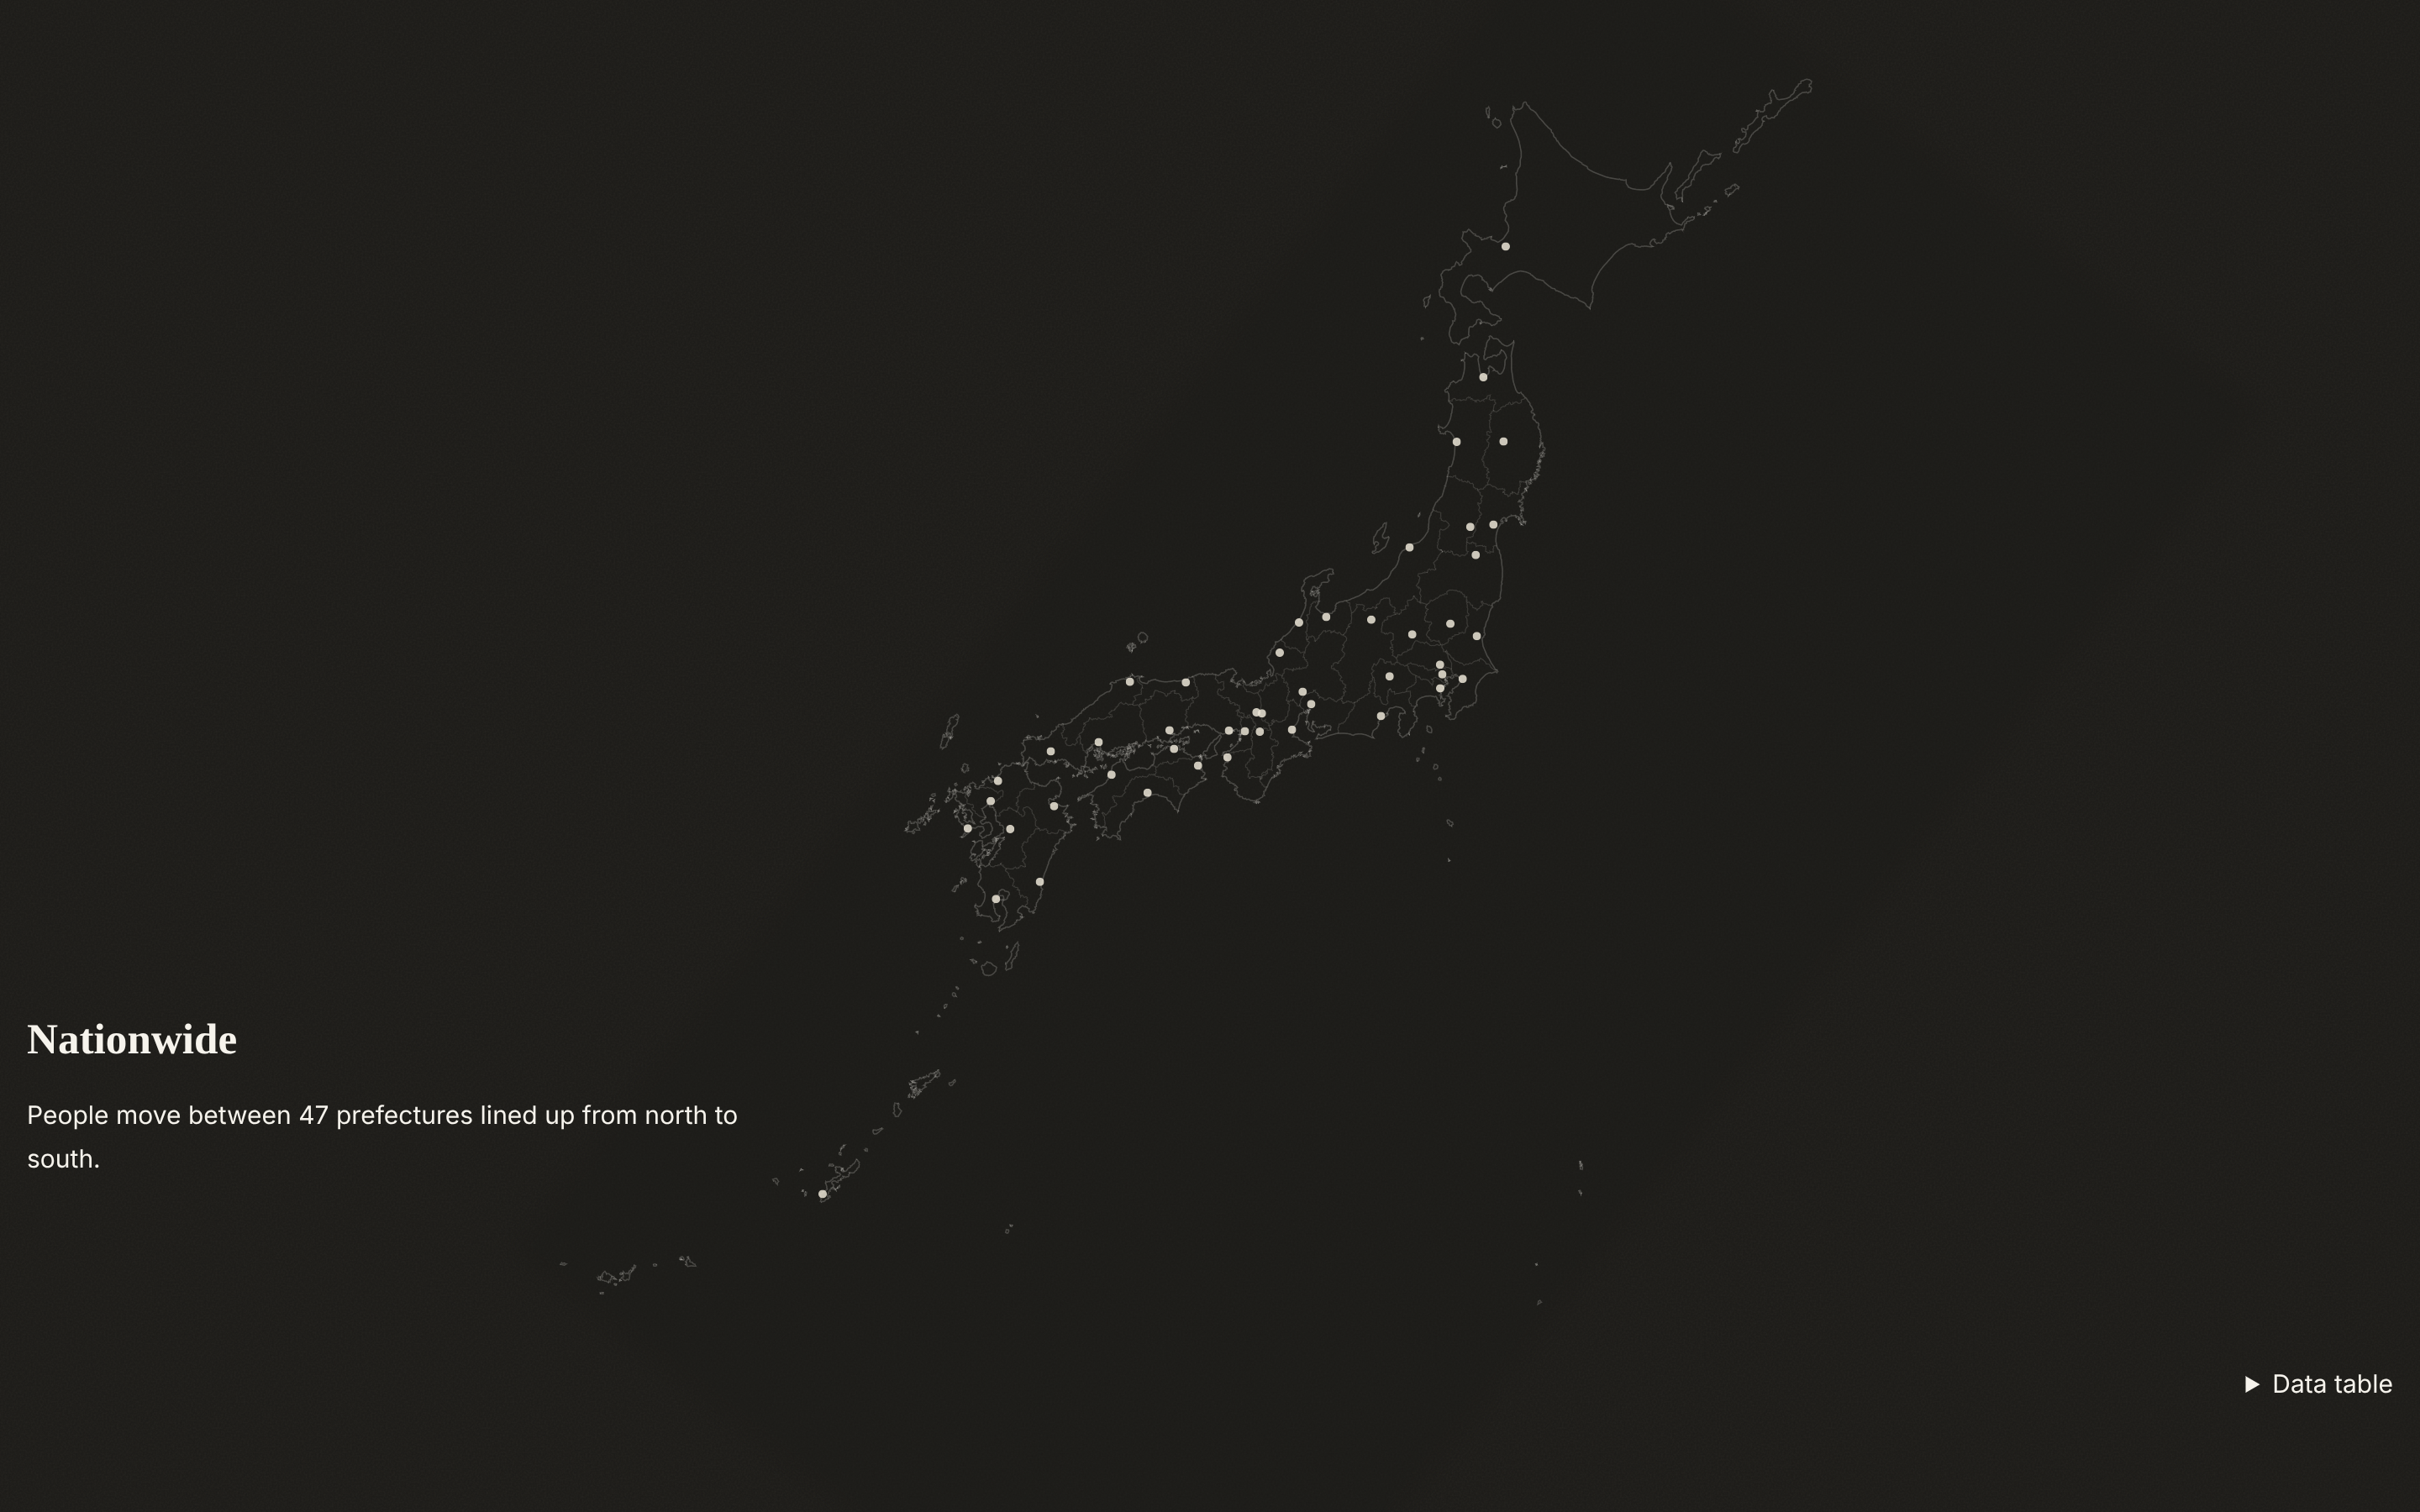 Nationwide
People move between 47 prefectures lined up from north to
south.
Data table